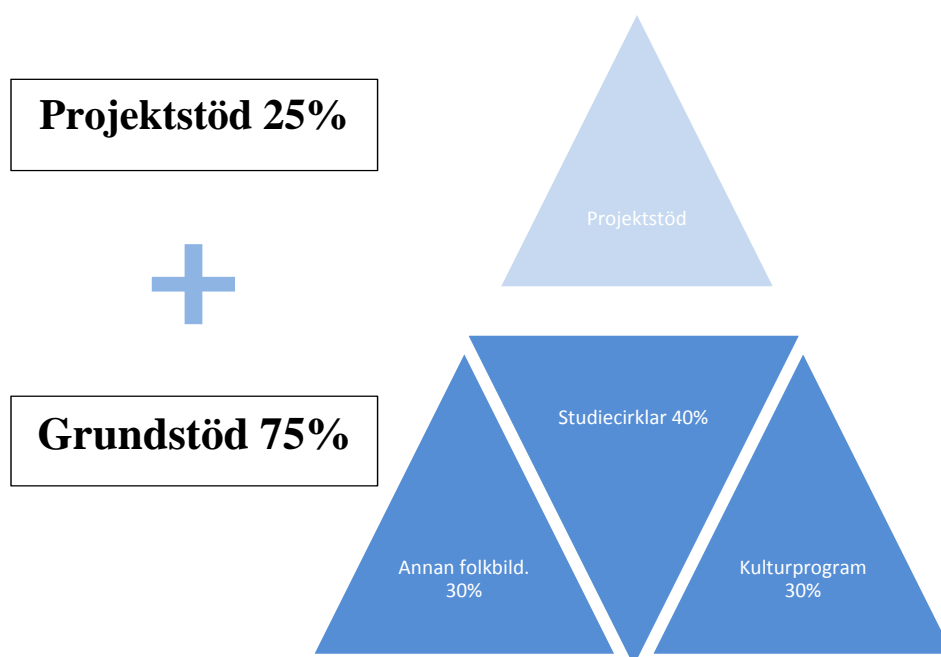 Projektstöd 25%
Projektstöd
Grundstöd 75%
Studiecirklar 40%
Annan folkbild.
30%
Kulturprogram
30%